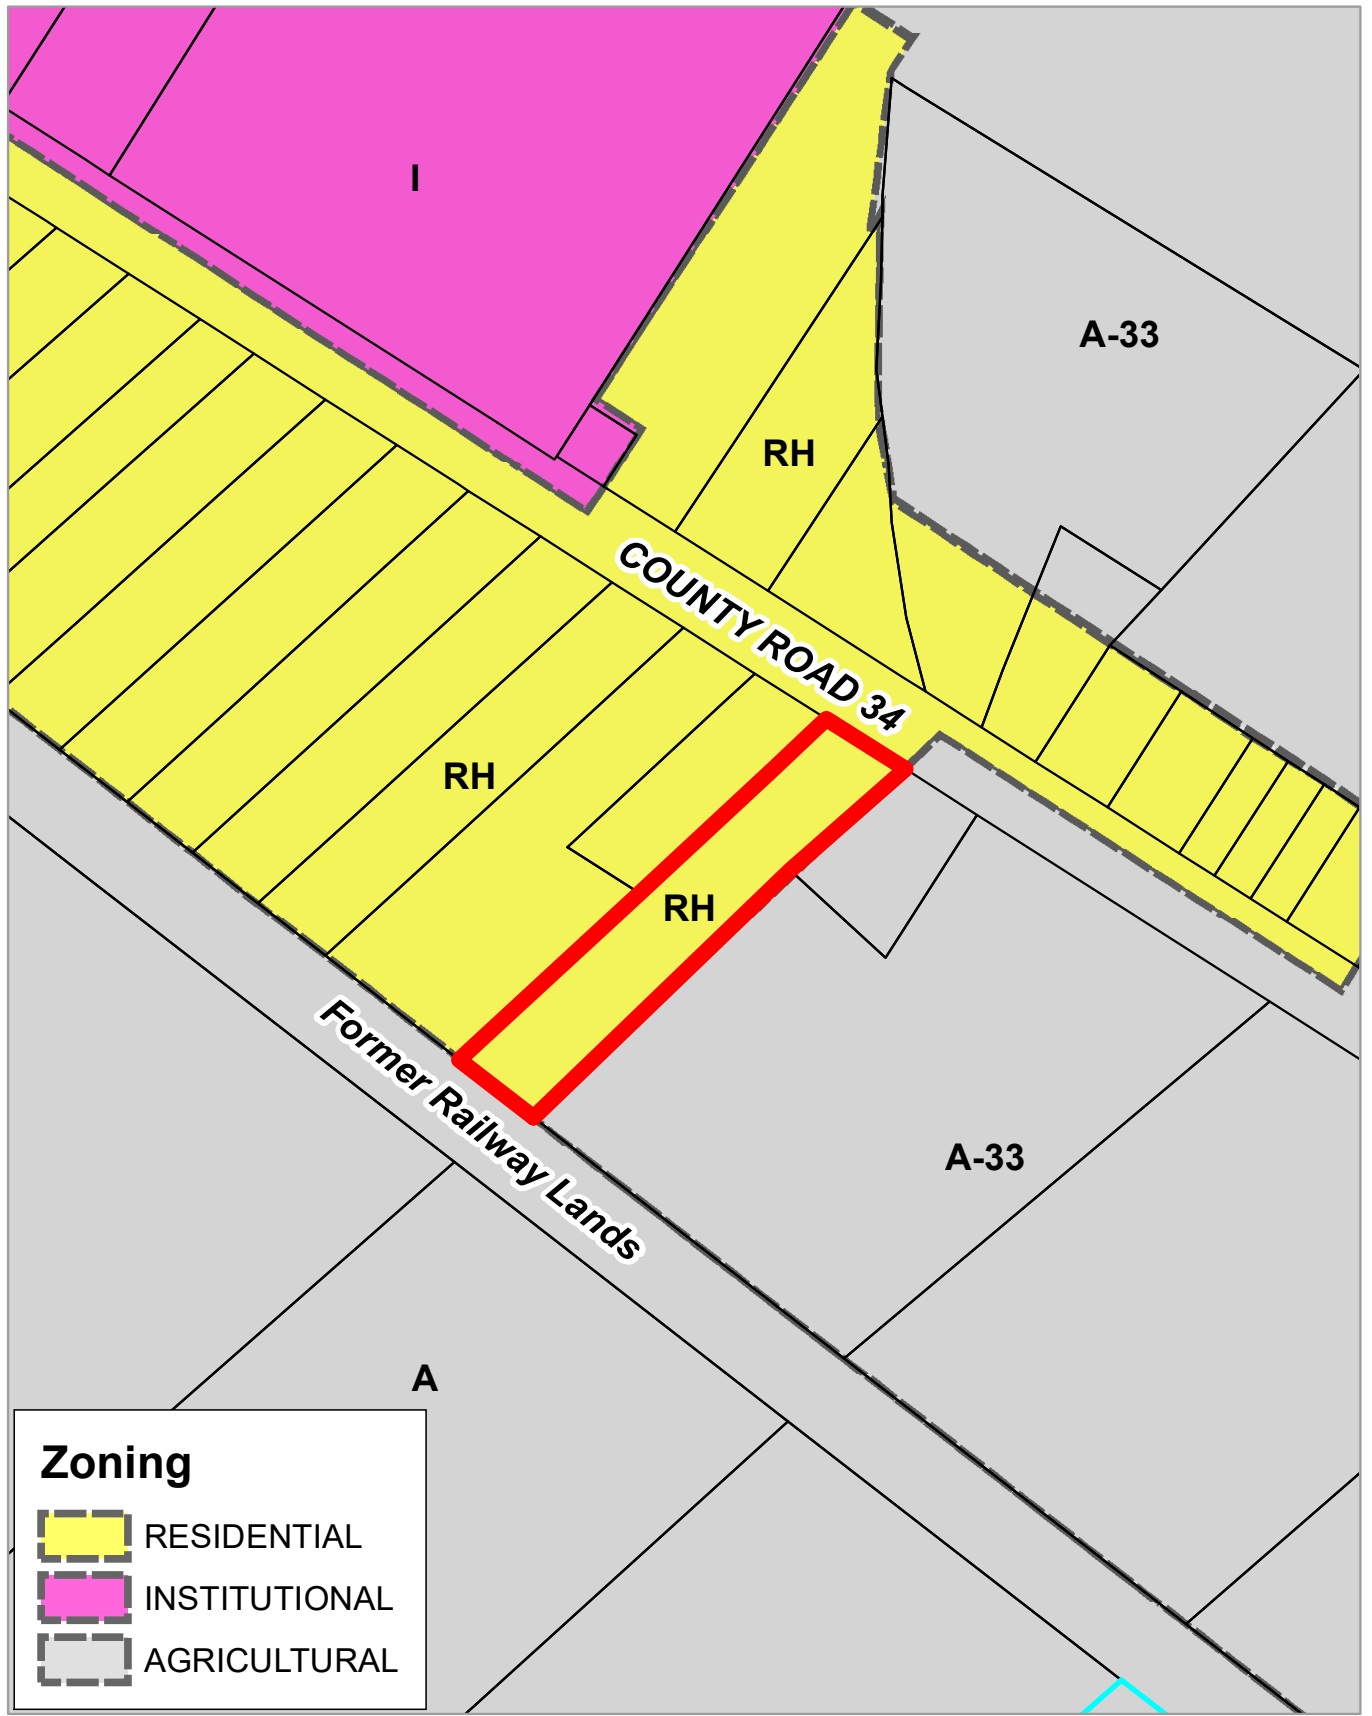 I
A-33
RH
COUNTY ROAD 34
RH
RH
Former Railway Lands
A-33
A
Zoning
RESIDENTIAL
INSTITUTIONAL
AGRICULTURAL